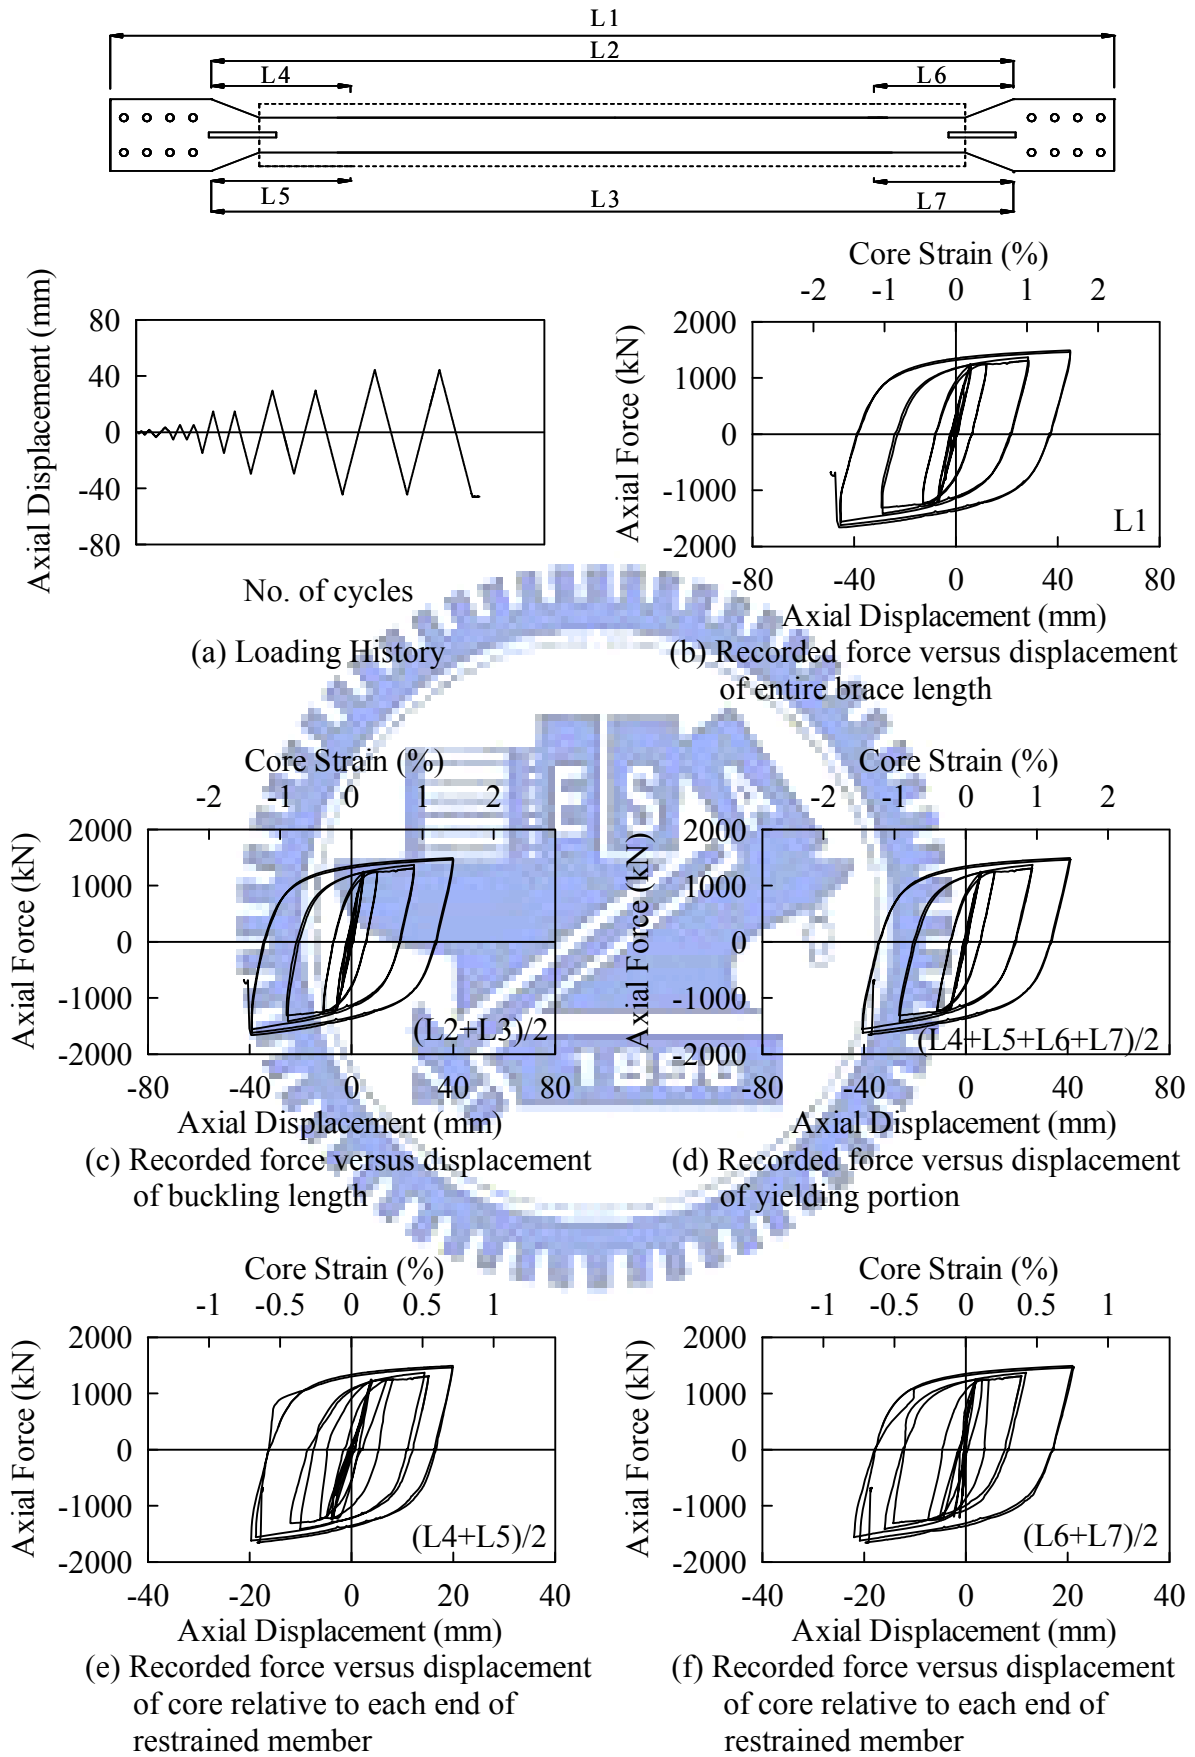 L1
L2
L4
L6
L5
L7
L3
Axial Displacement (mm)
80
40
0
-40
-80
No. of cycles
(a) Loading History
Core Strain (%)
-2 -1 0 1 2
Axial Force (kN)
2000
1000
0
-1000
-2000
L1
-80 -40 0 40 80
Axial Displacement (mm)
(b) Recorded force versus displacement
of entire brace length
Core Strain (%)
-2 -1 0 1 2
Axial Force (kN)
2000
1000
0
-1000
-2000
(L2+L3)/2
-80 -40 0 40 80
Axial Displacement (mm)
(c) Recorded force versus displacement
of buckling length
Core Strain (%)
-2 -1 0 1 2
Axial Force (kN)
2000
1000
0
-1000
-2000
(L4+L5+L6+L7)/2
-80 -40 0 40 80
Axial Displacement (mm)
(d) Recorded force versus displacement
of yielding portion
E S A
1896
Core Strain (%)
-1 -0.5 0 0.5 1
Axial Force (kN)
2000
1000
0
-1000
-2000
(L4+L5)/2
-40 -20 0 20 40
Axial Displacement (mm)
(e) Recorded force versus displacement
of core relative to each end of
restrained member
Core Strain (%)
-1 -0.5 0 0.5 1
Axial Force (kN)
2000
1000
0
-1000
-2000
(L6+L7)/2
-40 -20 0 20 40
Axial Displacement (mm)
(f) Recorded force versus displacement
of core relative to each end of
restrained member